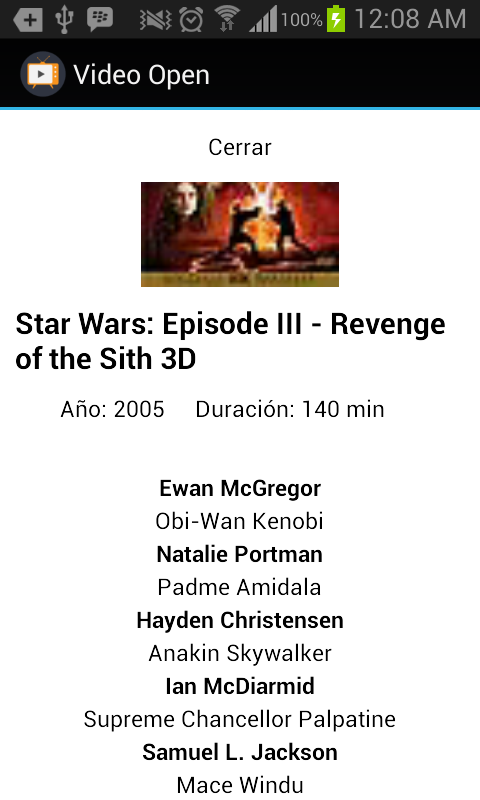 100% 12:08 AM
Video Open
Cerrar
Star Wars: Episode III - Revenge
of the Sith 3D
Año: 2005 Duración: 140 min
Ewan McGregor
Obi-Wan Kenobi
Natalie Portman
Padme Amidala
Hayden Christensen
Anakin Skywalker
Ian McDiarmid
Supreme Chancellor Palpatine
Samuel L. Jackson
Mace Windu